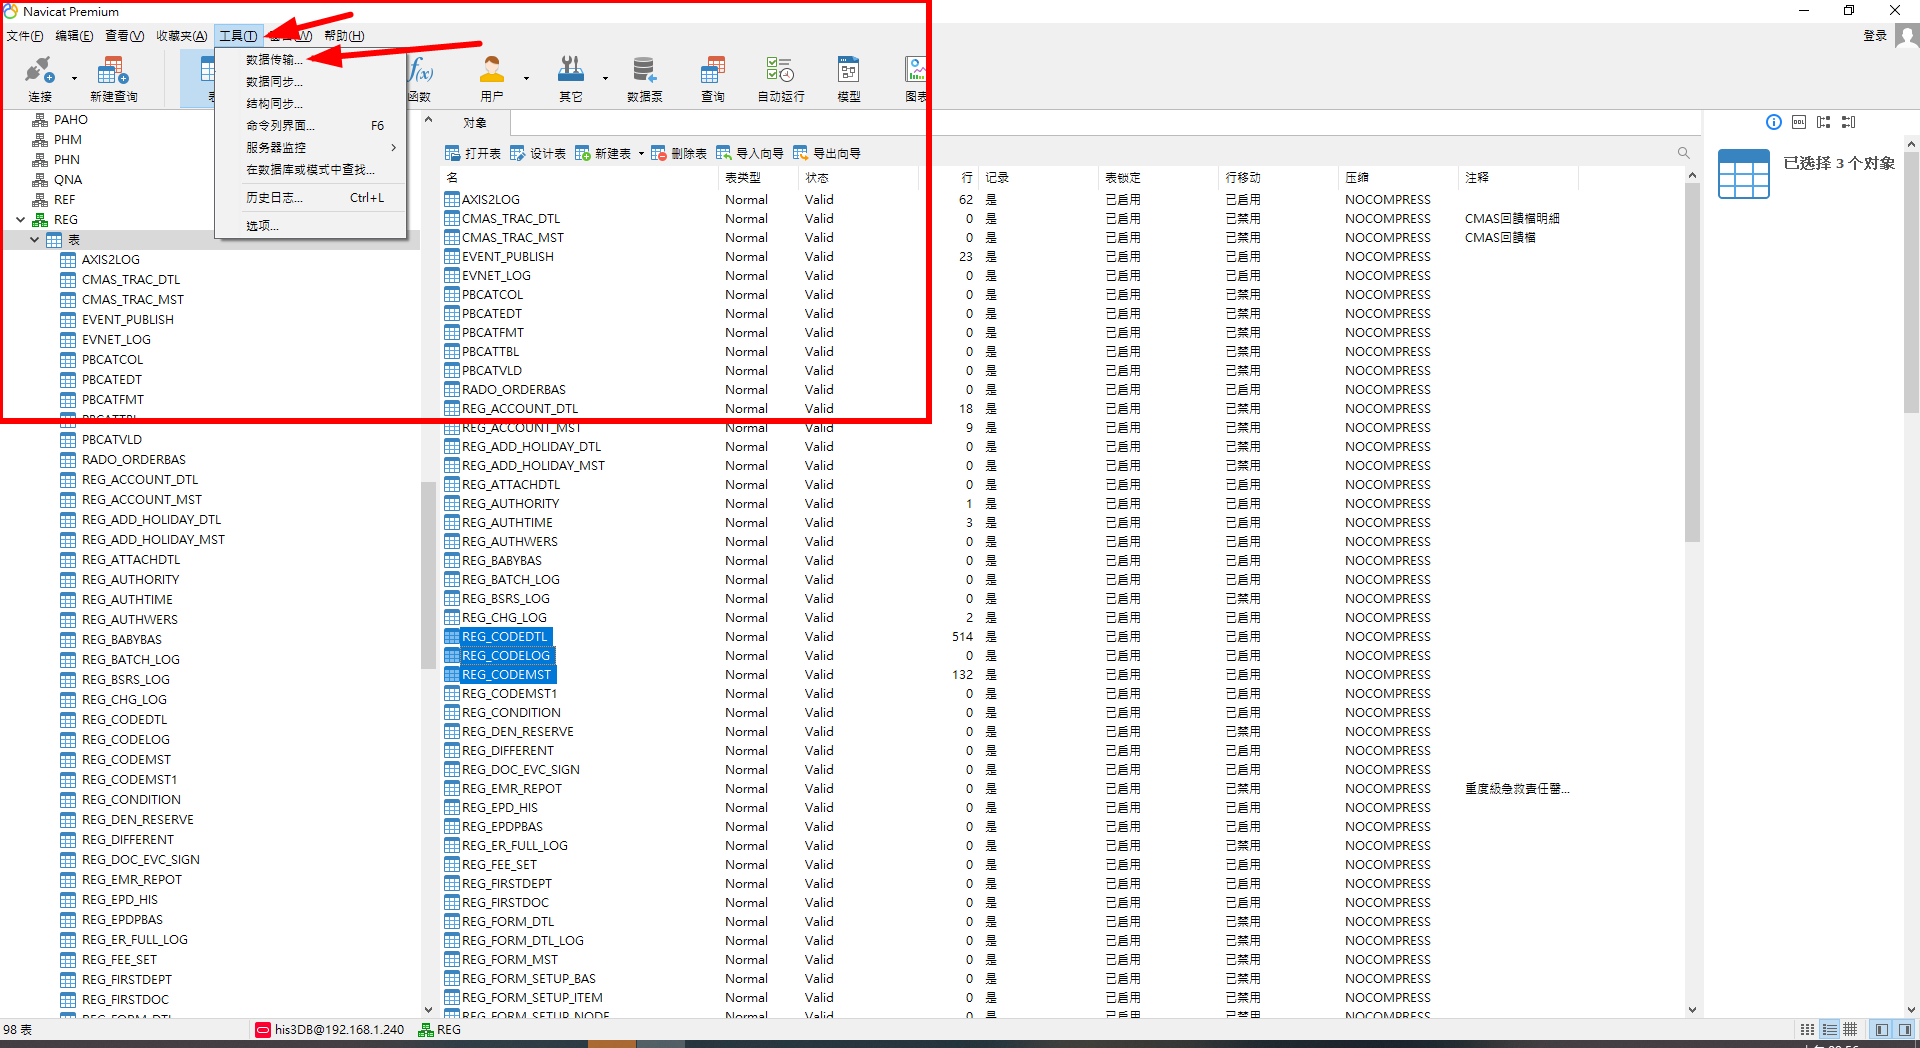 Navicat Premium
文件(F) 编辑(E) 查看(V) 收藏夹(A) 工具(T) (W) 帮助(H)
登录
连接 新建查询 函数 用户 其它 数据泵 查询 自动运行 模型 图表
数据传输...
数据同步...
结构同步...
命令列界面... F6
服务器监控
在数据库或模式中查找...
历史日志... Ctrl+L
选项...
PAHO
PHM
PHN
QNA
REF
REG
表
AXIS2LOG
CMAS_TRAC_DTL
CMAS_TRAC_MST
EVENT_PUBLISH
EVNET_LOG
PBCATCOL
PBCATEDT
PBCATFMT
PBCATTBL
PBCATVLD
RADO_ORDERBAS
REG_ACCOUNT_DTL
REG_ACCOUNT_MST
REG_ADD_HOLIDAY_DTL
REG_ADD_HOLIDAY_MST
REG_ATTACHDTL
REG_AUTHORITY
REG_AUTHTIME
REG_AUTHWERS
REG_BABYBAS
REG_BATCH_LOG
REG_BSRS_LOG
REG_CHG_LOG
REG_CODEDTL
REG_CODELOG
REG_CODEMST
REG_CODEMST1
REG_CONDITION
REG_DEN_RESERVE
REG_DIFFERENT
REG_DOC_EVC_SIGN
REG_EMR_REPOT
REG_EPD_HIS
REG_EPDPBAS
REG_ER_FULL_LOG
REG_FEE_SET
REG_FIRSTDEPT
REG_FIRSTDOC
REG_FORM_DTL
对象
打开表 设计表 新建表 删除表 导入向导 导出向导
名 表类型 状态 行 记录 表锁定 行移动 压缩 注释
AXIS2LOG Normal Valid 62 是 已启用 已启用 NOCOMPRESS
CMAS_TRAC_DTL Normal Valid 0 是 已启用 已启用 NOCOMPRESS CMAS回饋檔明細
CMAS_TRAC_MST Normal Valid 0 是 已启用 已禁用 NOCOMPRESS CMAS回饋檔
EVENT_PUBLISH Normal Valid 23 是 已启用 已禁用 NOCOMPRESS
EVNET_LOG Normal Valid 0 是 已启用 已启用 NOCOMPRESS
PBCATCOL Normal Valid 0 是 已启用 已禁用 NOCOMPRESS
PBCATEDT Normal Valid 0 是 已启用 已禁用 NOCOMPRESS
PBCATFMT Normal Valid 0 是 已启用 已禁用 NOCOMPRESS
PBCATTBL Normal Valid 0 是 已启用 已禁用 NOCOMPRESS
PBCATVLD Normal Valid 0 是 已启用 已禁用 NOCOMPRESS
RADO_ORDERBAS Normal Valid 0 是 已启用 已启用 NOCOMPRESS
REG_ACCOUNT_DTL Normal Valid 18 是 已启用 已禁用 NOCOMPRESS
REG_ACCOUNT_MST Normal Valid 9 是 已启用 已禁用 NOCOMPRESS
REG_ADD_HOLIDAY_DTL Normal Valid 0 是 已启用 已禁用 NOCOMPRESS
REG_ADD_HOLIDAY_MST Normal Valid 0 是 已启用 已禁用 NOCOMPRESS
REG_ATTACHDTL Normal Valid 0 是 已启用 已禁用 NOCOMPRESS
REG_AUTHORITY Normal Valid 1 是 已启用 已启用 NOCOMPRESS
REG_AUTHTIME Normal Valid 3 是 已启用 已启用 NOCOMPRESS
REG_AUTHWERS Normal Valid 0 是 已启用 已启用 NOCOMPRESS
REG_BABYBAS Normal Valid 0 是 已启用 已启用 NOCOMPRESS
REG_BATCH_LOG Normal Valid 0 是 已启用 已启用 NOCOMPRESS
REG_BSRS_LOG Normal Valid 0 是 已启用 已禁用 NOCOMPRESS
REG_CHG_LOG Normal Valid 2 是 已启用 已启用 NOCOMPRESS
REG_CODEDTL Normal Valid 514 是 已启用 已启用 NOCOMPRESS
REG_CODELOG Normal Valid 0 是 已启用 已启用 NOCOMPRESS
REG_CODEMST Normal Valid 132 是 已启用 已启用 NOCOMPRESS
REG_CODEMST1 Normal Valid 0 是 已启用 已禁用 NOCOMPRESS
REG_CONDITION Normal Valid 0 是 已启用 已启用 NOCOMPRESS
REG_DEN_RESERVE Normal Valid 0 是 已启用 已禁用 NOCOMPRESS
REG_DIFFERENT Normal Valid 0 是 已启用 已启用 NOCOMPRESS
REG_DOC_EVC_SIGN Normal Valid 0 是 已启用 已启用 NOCOMPRESS
REG_EMR_REPOT Normal Valid 0 是 已启用 已禁用 NOCOMPRESS 重度級急救責任醫...
REG_EPD_HIS Normal Valid 0 是 已启用 已启用 NOCOMPRESS
REG_EPDPBAS Normal Valid 0 是 已启用 已启用 NOCOMPRESS
REG_ER_FULL_LOG Normal Valid 0 是 已启用 已禁用 NOCOMPRESS
REG_FEE_SET Normal Valid 0 是 已启用 已启用 NOCOMPRESS
REG_FIRSTDEPT Normal Valid 0 是 已启用 已启用 NOCOMPRESS
REG_FIRSTDOC Normal Valid 0 是 已启用 已启用 NOCOMPRESS
REG_FORM_DTL Normal Valid 0 是 已启用 已禁用 NOCOMPRESS
REG_FORM_DTL_LOG Normal Valid 0 是 已启用 已禁用 NOCOMPRESS
REG_FORM_MST Normal Valid 0 是 已启用 已禁用 NOCOMPRESS
REG_FORM_SETUP_BAS Normal Valid 0 是 已启用 已禁用 NOCOMPRESS
REG_FORM_SETUP_ITEM Normal Valid 0 是 已启用 已禁用 NOCOMPRESS
REG_FORM_SETUP_NODE Normal Valid 0 是 已启用 已禁用 NOCOMPRESS
DDL
已选择 3 个对象
98 表 his3DB@192.168.1.240 REG